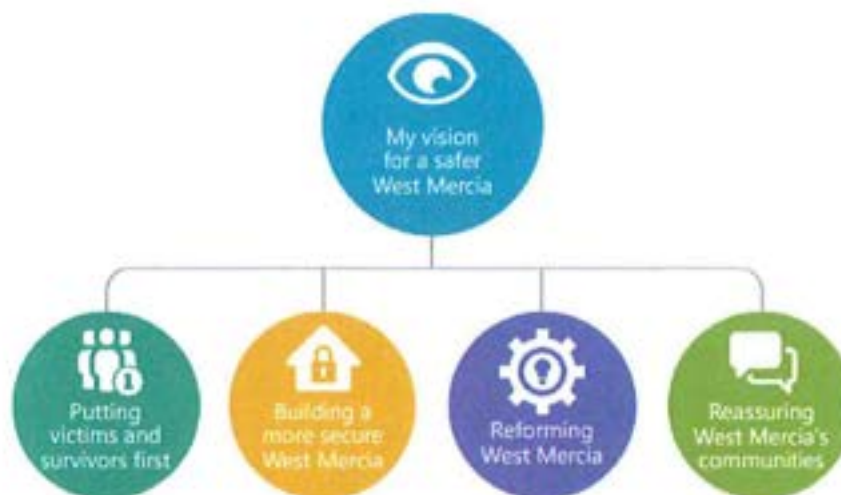 My vision
for a safer
West Mercia
Putting
victims and
survivors first
Building a
more secure
West Mercia
Reforming
West Mercia
Reassuring
West Mercia's
communities
1